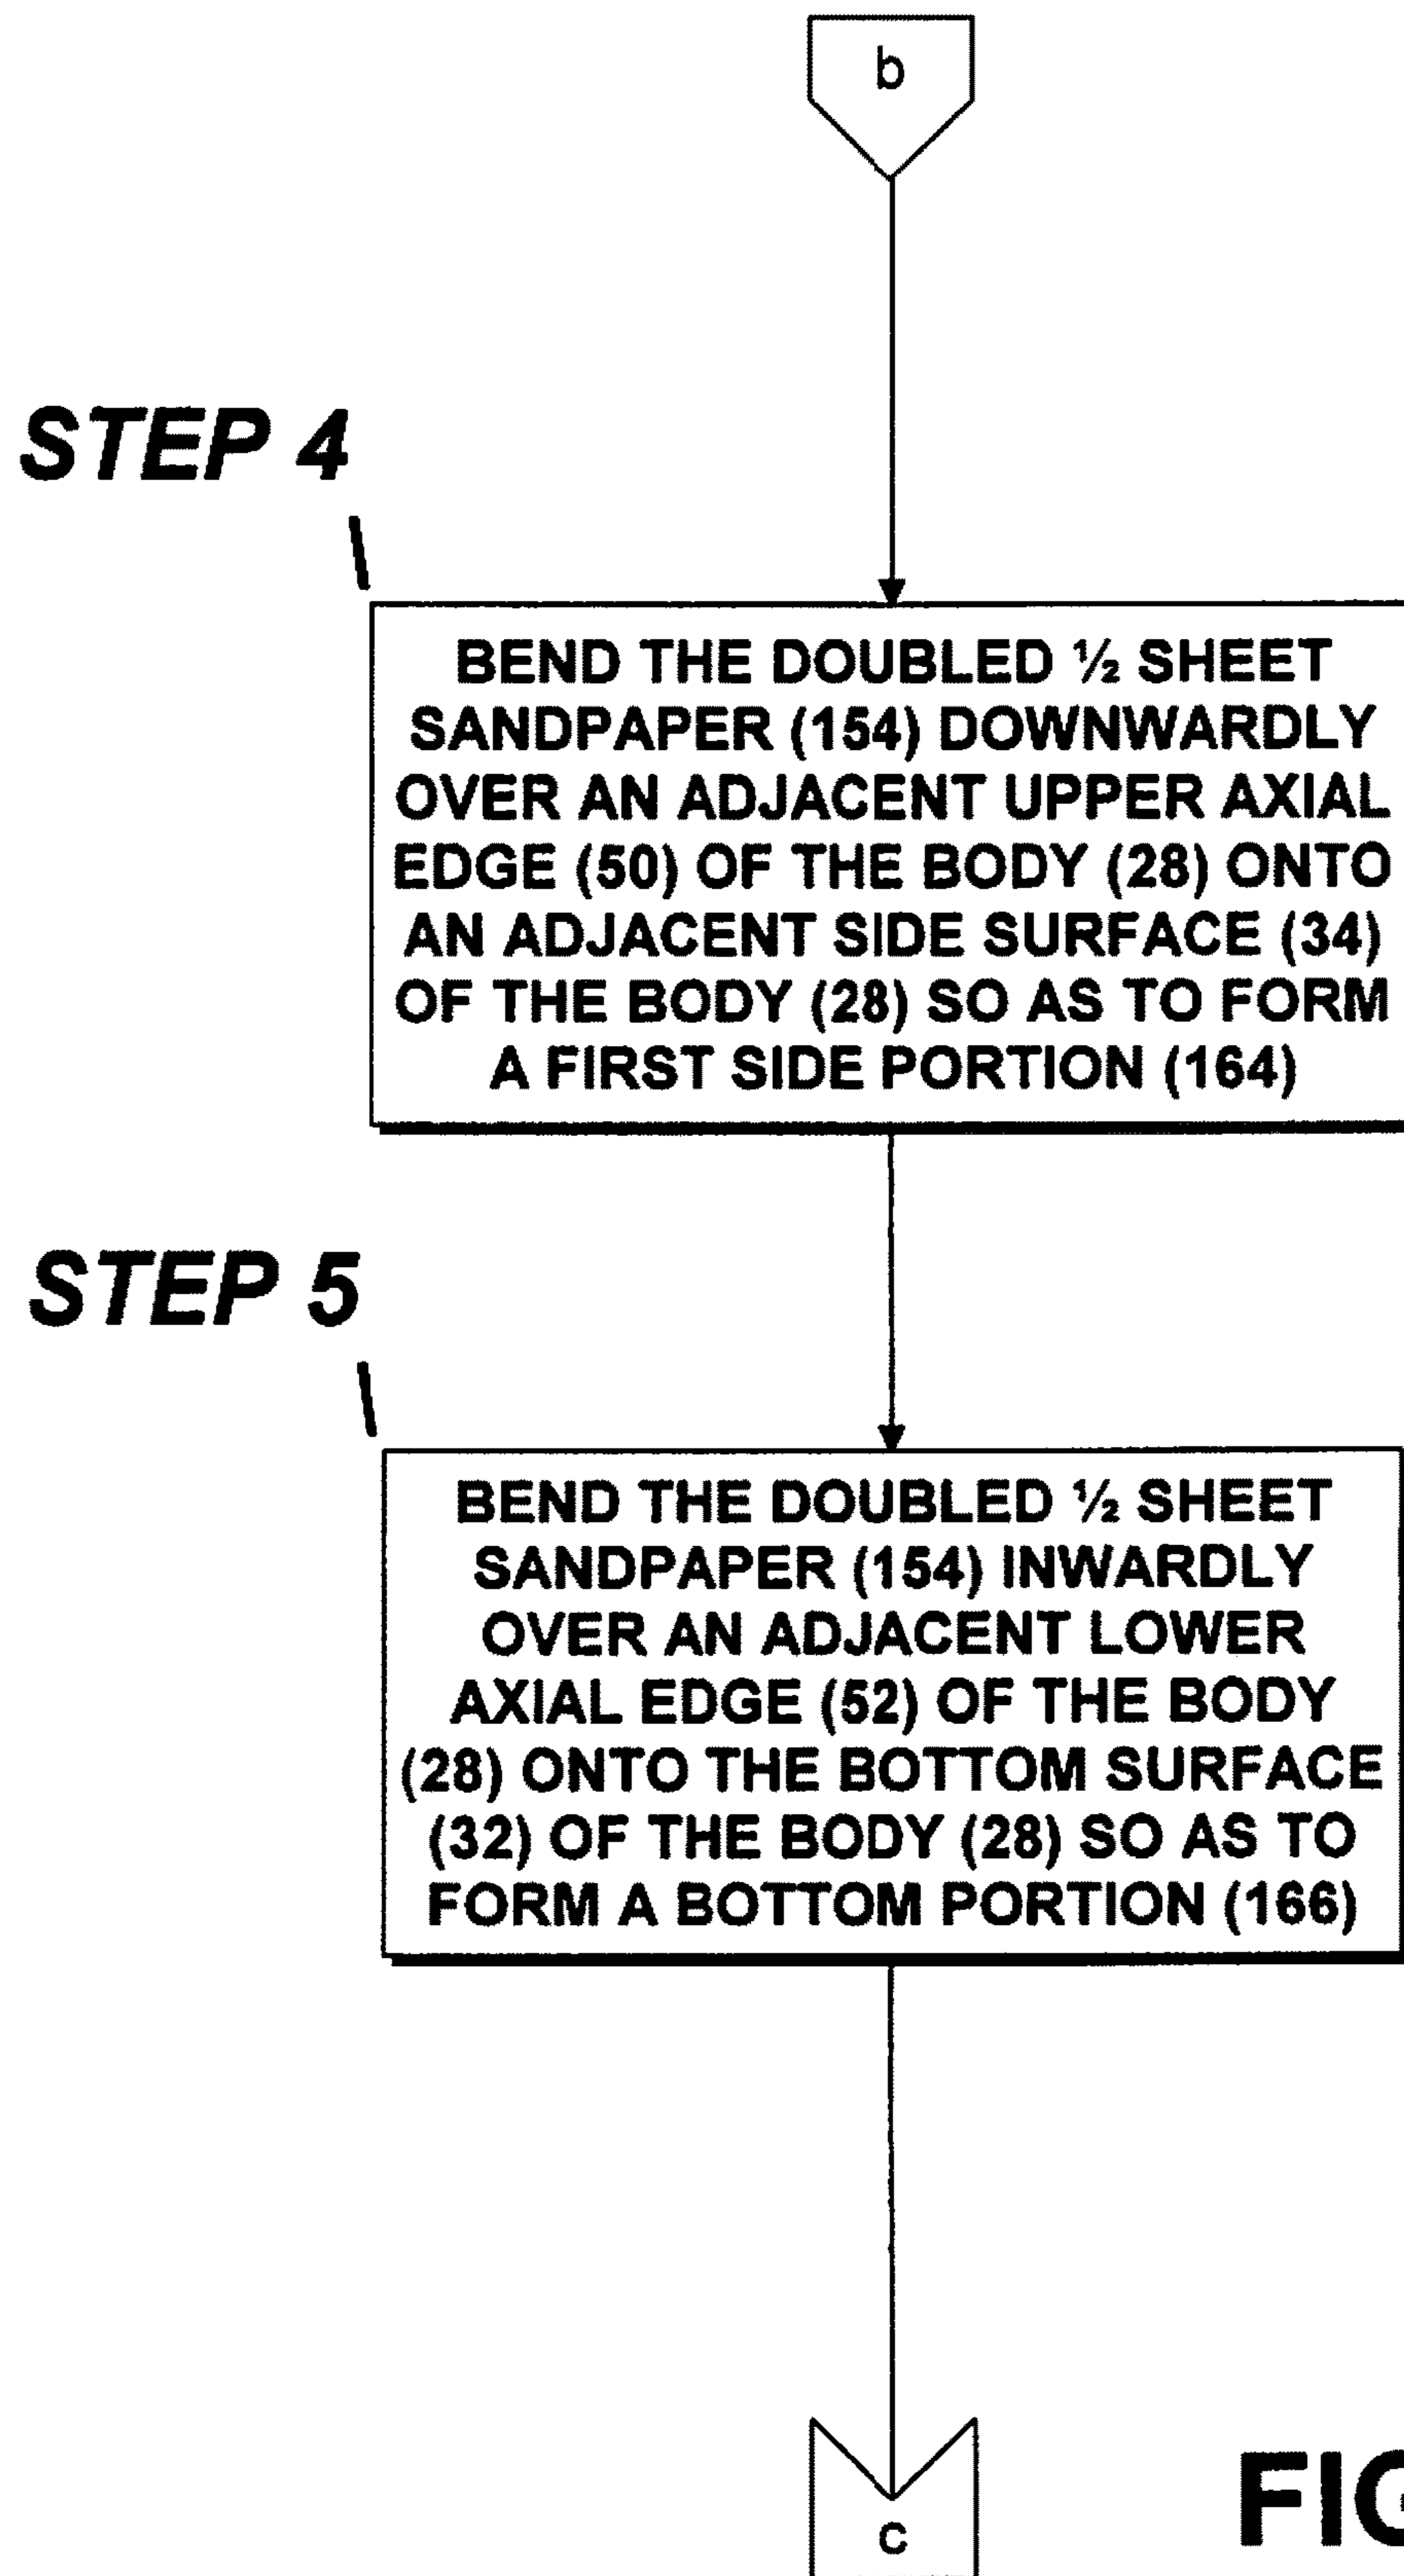 b
STEP 4
BEND THE DOUBLED ½ SHEET
SANDPAPER (154) DOWNWARDLY
OVER AN ADJACENT UPPER AXIAL
EDGE (50) OF THE BODY (28) ONTO
AN ADJACENT SIDE SURFACE (34)
OF THE BODY (28) SO AS TO FORM
A FIRST SIDE PORTION (164)
STEP 5
BEND THE DOUBLED ½ SHEET
SANDPAPER (154) INWARDLY
OVER AN ADJACENT LOWER
AXIAL EDGE (52) OF THE BODY
(28) ONTO THE BOTTOM SURFACE
(32) OF THE BODY (28) SO AS TO
FORM A BOTTOM PORTION (166)
c